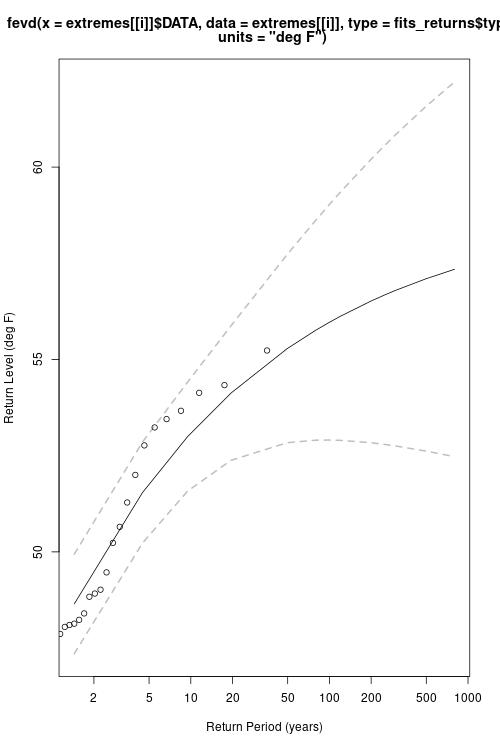 fevd(x = extremes[[i]]$DATA, data = extremes[[i]], type = fits_returns$typ
units = "deg F")
60
55
50
Return Level (deg F)
2 5 10 20 50 100 200 500 1000
Return Period (years)